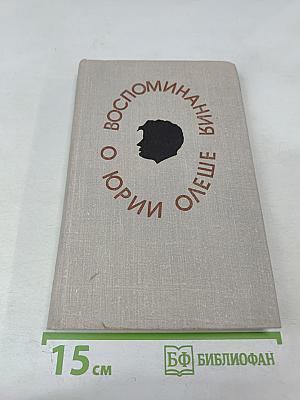 ВОСПОМИНАНИЯ О ЮРИИ ОЛЕШЕ
15 см
БФ БИБЛИОФАН